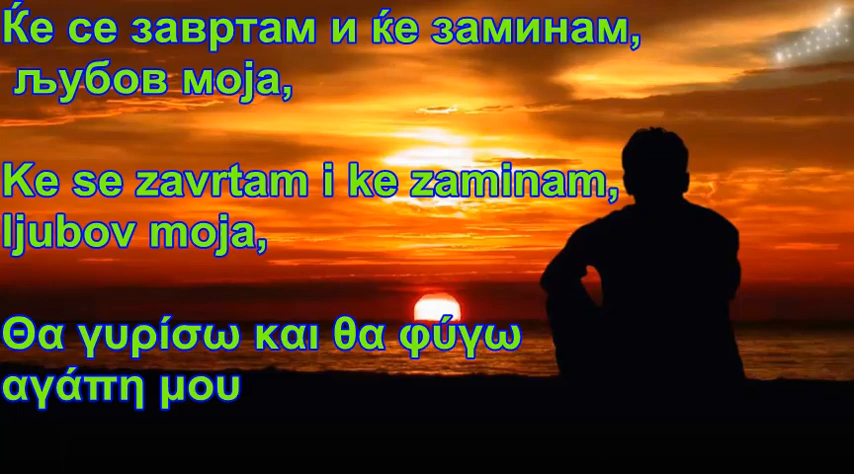 Ќе се завртам и ќе заминам,
љубов моја,
Ke se zavrtam i ke zaminam,
ljubov moja,
Θα γυρίσω και θα φύγω
αγάπη μου